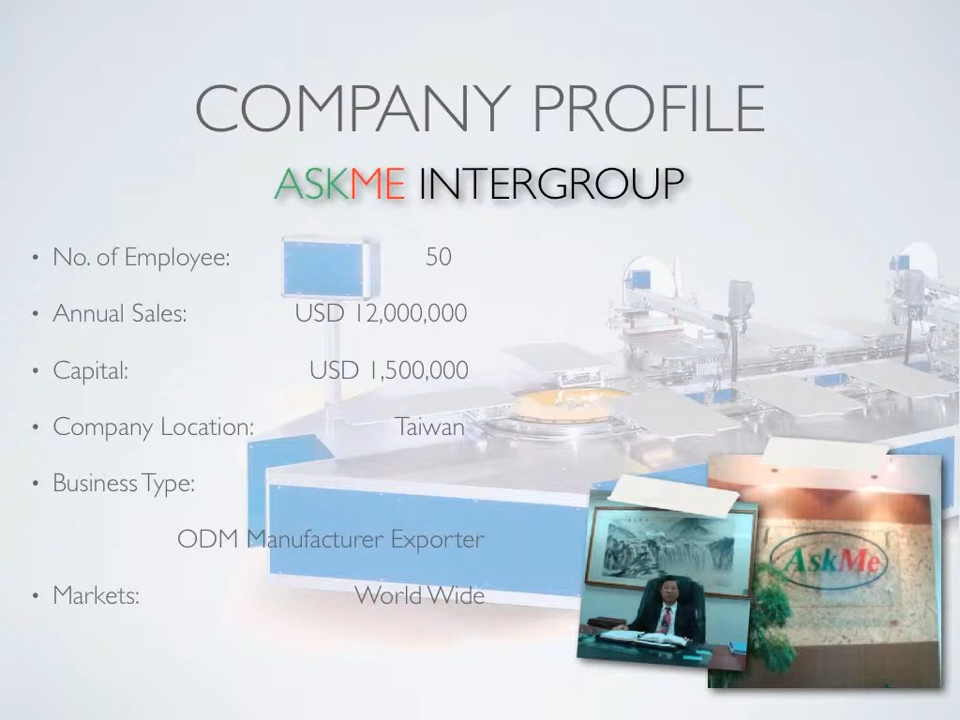 COMPANY PROFILE
ASKME INTERGROUP
• No. of Employee: 50
• Annual Sales: USD 12,000,000
• Capital: USD 1,500,000
• Company Location: Taiwan
• Business Type:
ODM Manufacturer Exporter
• Markets: World Wide
AskMe